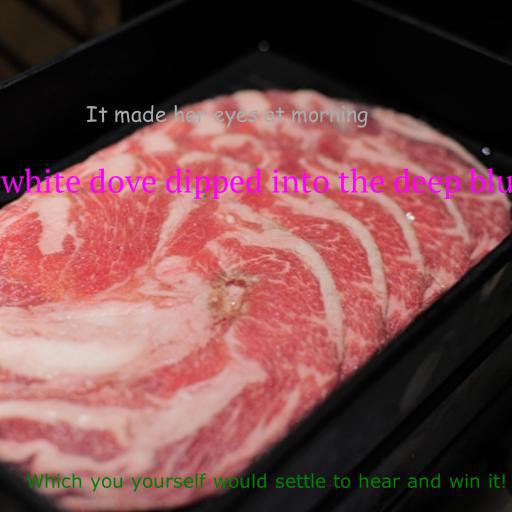 It made her eyes at morning
white dove dipped into the deep blu
Which you yourself would settle to hear and win it!